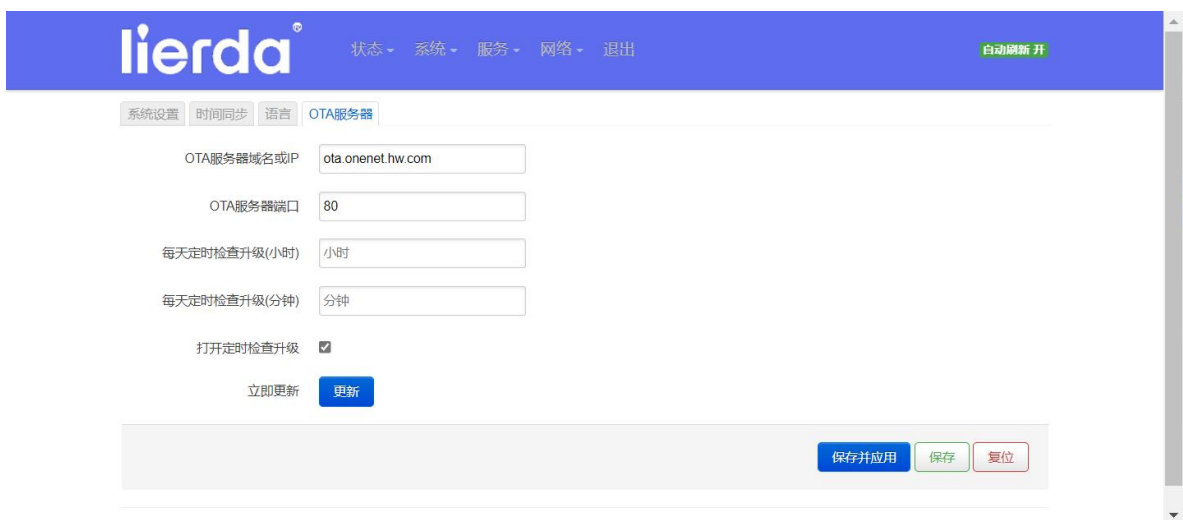 lierda®
状态 系统 服务 网络 退出 自动刷新 开
系统设置 时间同步 语言 OTA服务器
OTA服务器域名或IP ota.onenet.hw.com
OTA服务器端口 80
每天定时检查升级(小时) 小时
每天定时检查升级(分钟) 分钟
打开定时检查升级
立即更新 更新
保存并应用 保存 复位